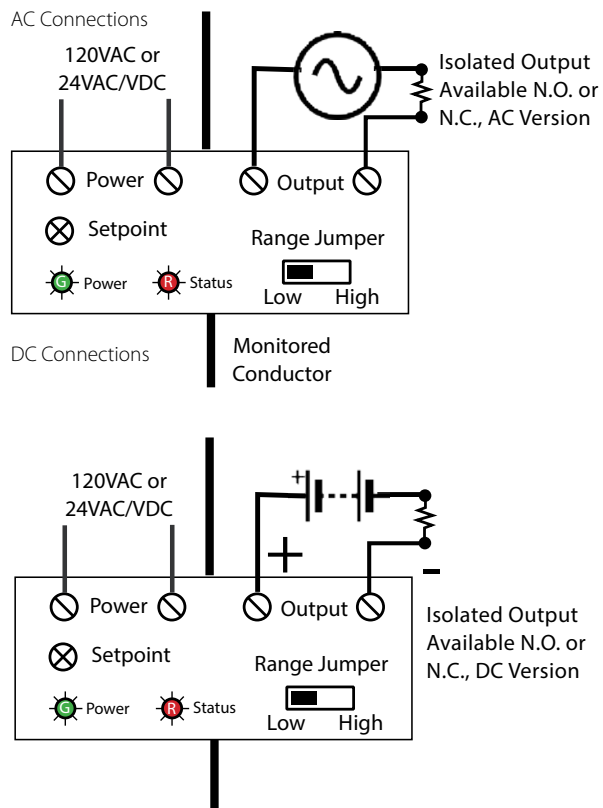 AC Connections
120VAC or
24VAC/VDC
Isolated Output
Available N.O. or
N.C., AC Version
Power
Output
Setpoint
Range Jumper
G
Power
R
Status
Low
High
DC Connections
Monitored
Conductor
120VAC or
24VAC/VDC
+
+
-
Power
Output
Isolated Output
Available N.O. or
N.C., DC Version
Setpoint
Range Jumper
G
Power
R
Status
Low
High